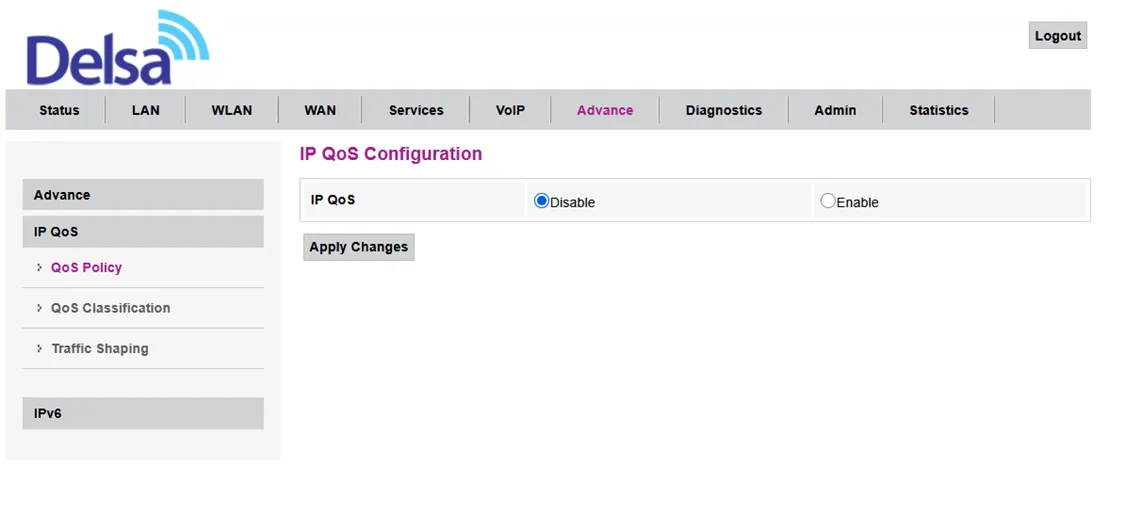 Delsa
Logout
Status LAN WLAN WAN Services VoIP Advance Diagnostics Admin Statistics
Advance
IP QoS
QoS Policy
QoS Classification
Traffic Shaping
IPv6
IP QoS Configuration
IP QoS Disable Enable
Apply Changes